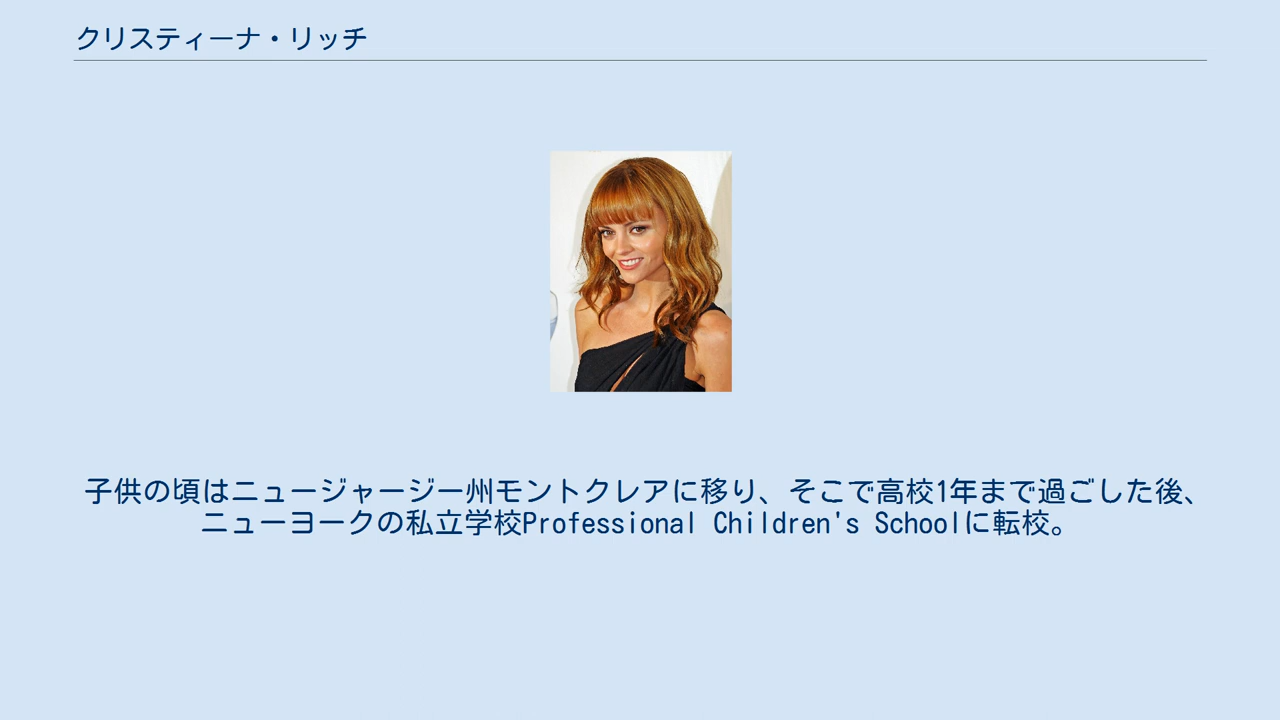 クリスティーナ・リッチ
子供の頃はニュージャージー州モントクレアに移り、そこで高校1年まで過ごした後、
ニューヨークの私立学校Professional Children's Schoolに転校。